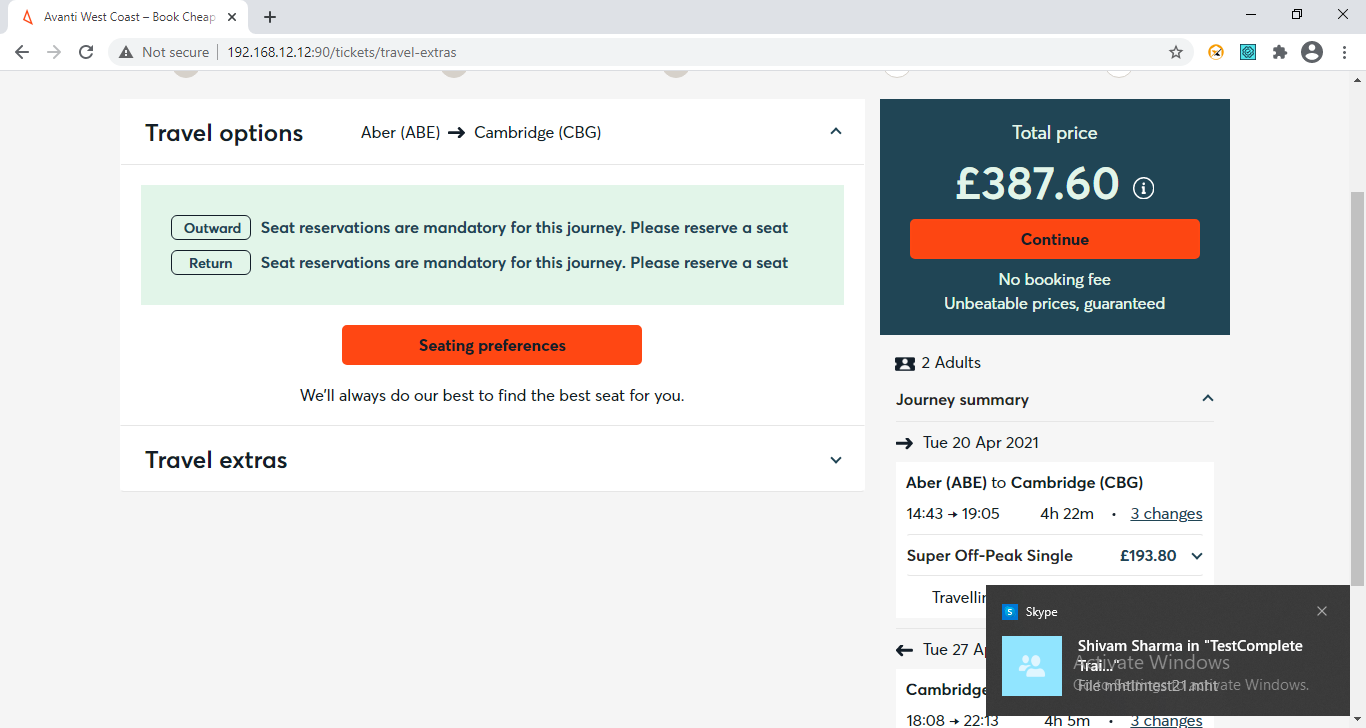 Avanti West Coast – Book Cheap
Not secure
192.168.12.12:90/tickets/travel-extras
Travel options
Aber (ABE) → Cambridge (CBG)
Outward Seat reservations are mandatory for this journey. Please reserve a seat
Return Seat reservations are mandatory for this journey. Please reserve a seat
Seating preferences
We'll always do our best to find the best seat for you.
Travel extras
Total price
£387.60
Continue
No booking fee
Unbeatable prices, guaranteed
2 Adults
Journey summary
→ Tue 20 Apr 2021
Aber (ABE) to Cambridge (CBG)
14:43 → 19:05 4h 22m • 3 changes
Super Off-Peak Single £193.80
← Tue 27
Cambridge
18:08 → 22:13 4h 5m • 3 changes
Skype
Shivam Sharma in "TestComplete
Trai..."
File mhtlmtest21.mht
Activate Windows
Go to Settings to activate Windows.